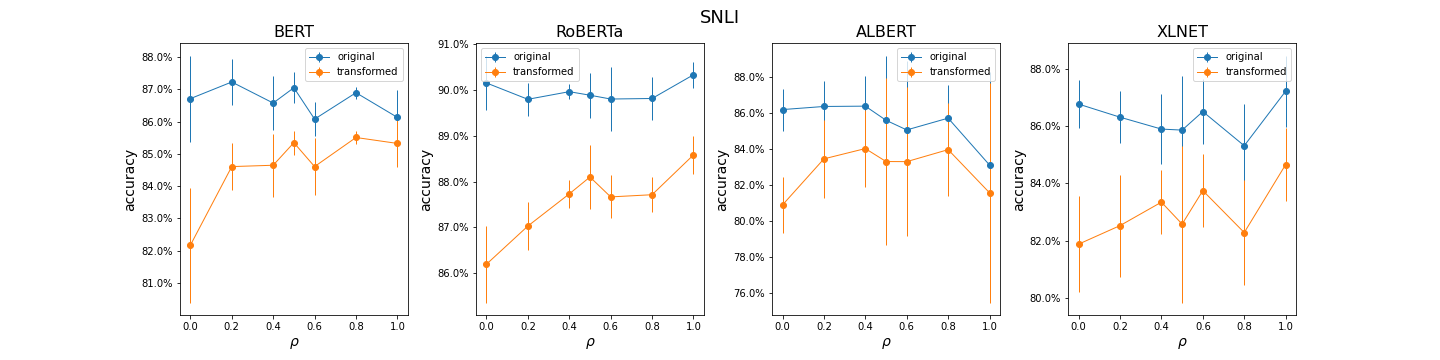 SNLI
BERT
original
transformed
88.0%
87.0%
86.0%
85.0%
84.0%
83.0%
82.0%
81.0%
accuracy
0.0 0.2 0.4 0.6 0.8 1.0
ρ
RoBERTa
original
transformed
91.0%
90.0%
89.0%
88.0%
87.0%
86.0%
accuracy
0.0 0.2 0.4 0.6 0.8 1.0
ρ
ALBERT
original
transformed
88.0%
86.0%
84.0%
82.0%
80.0%
78.0%
76.0%
accuracy
0.0 0.2 0.4 0.6 0.8 1.0
ρ
XLNET
original
transformed
88.0%
86.0%
84.0%
82.0%
80.0%
accuracy
0.0 0.2 0.4 0.6 0.8 1.0
ρ